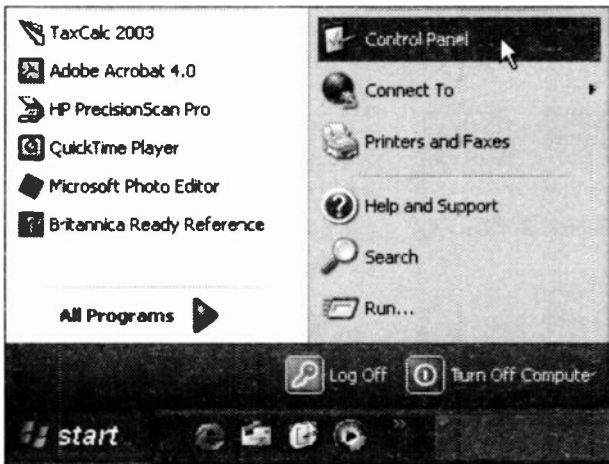 TaxCalc 2003
Adobe Acrobat 4.0
HP PrecisionScan Pro
QuickTime Player
Microsoft Photo Editor
Britannica Ready Reference
All Programs
Control Panel
Connect To
Printers and Faxes
Help and Support
Search
Run...
Log Off
Turn Off Computer
start